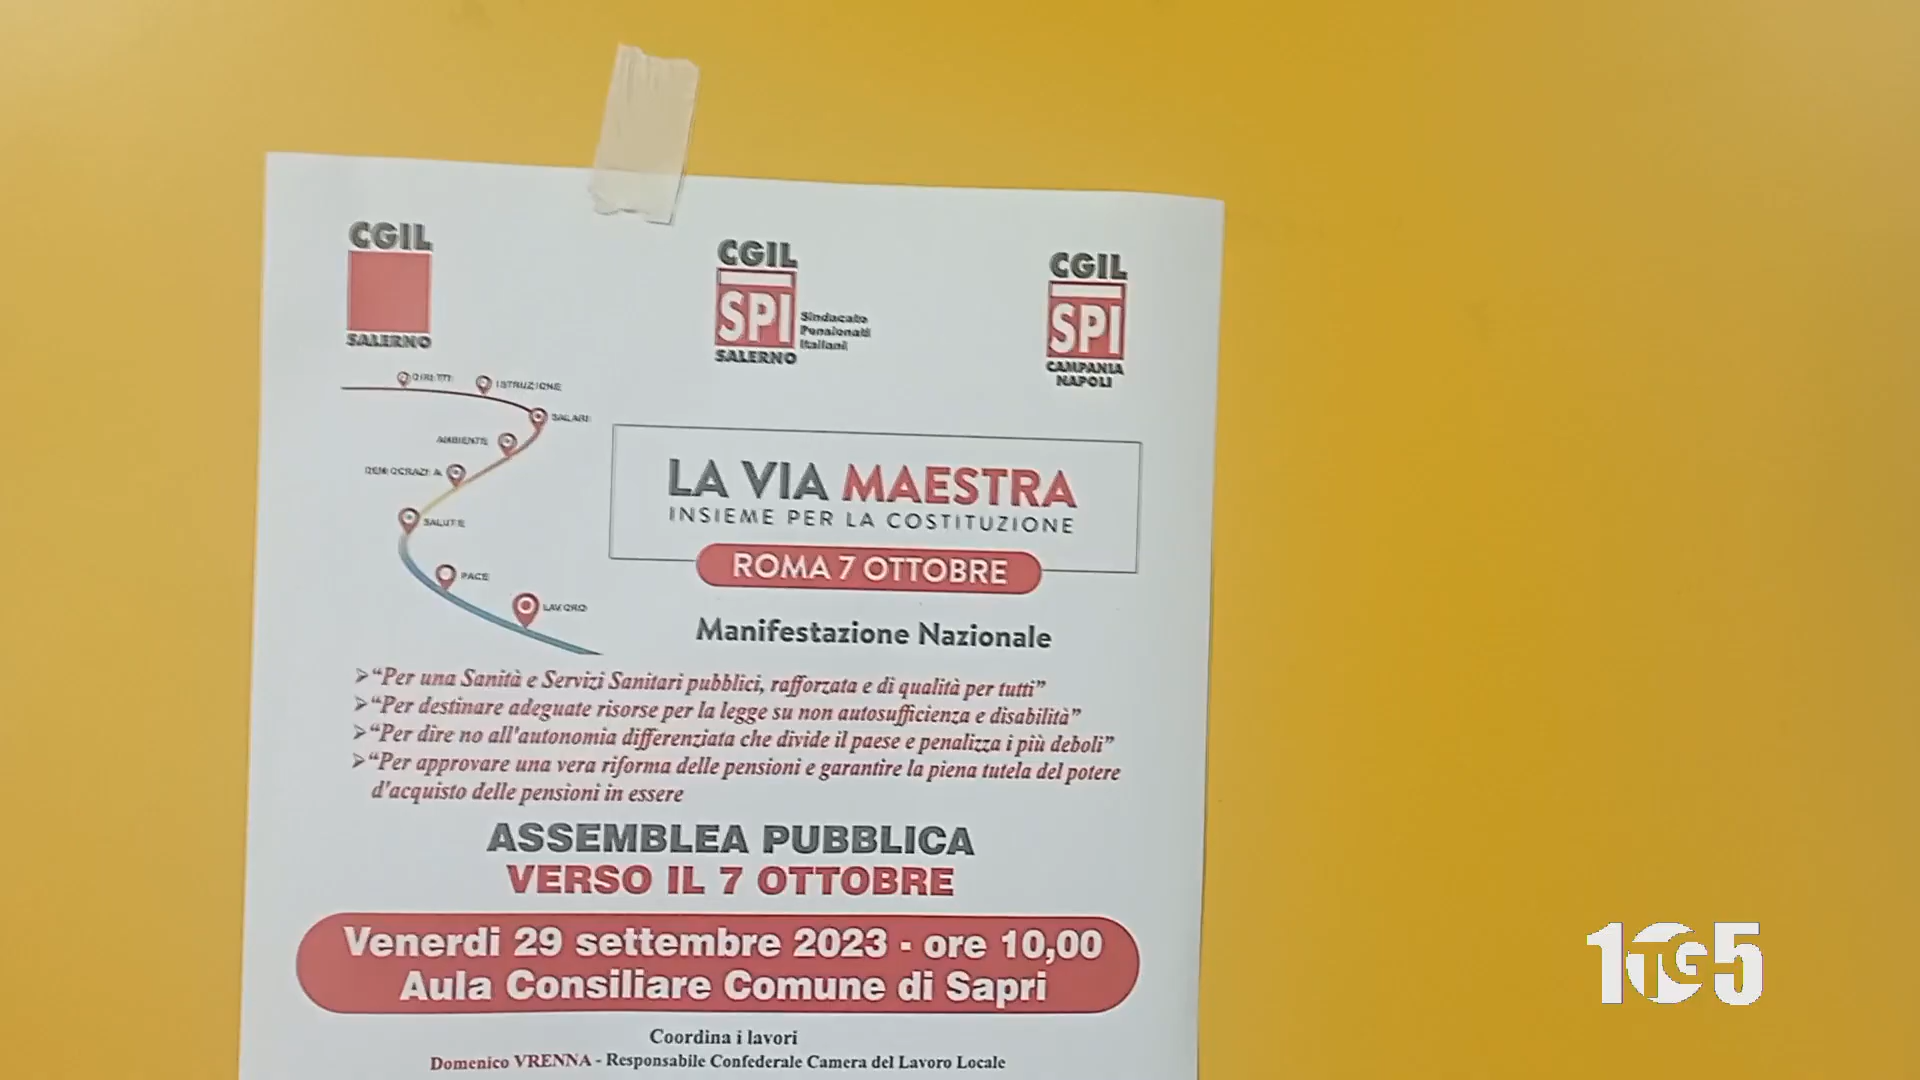 CGIL
SALERNO
CGIL
SPI
Sindacato
Pensionati
Italiani
SALERNO
CGIL
SPI
CAMPANIA
NAPOLI
DIRITTI
ISTRUZIONE
SALARI
AMBIENTE
DEMOCRAZIA
SALUTE
PACE
LAVORO
LA VIA MAESTRA
INSIEME PER LA COSTITUZIONE
ROMA 7 OTTOBRE
Manifestazione Nazionale
➢“Per una Sanità e Servizi Sanitari pubblici, rafforzata e di qualità per tutti”
➢“Per destinare adeguate risorse per la legge su non autosufficienza e disabilità”
➢“Per dire no all'autonomia differenziata che divide il paese e penalizza i più deboli”
➢“Per approvare una vera riforma delle pensioni e garantire la piena tutela del potere
d'acquisto delle pensioni in essere
ASSEMBLEA PUBBLICA
VERSO IL 7 OTTOBRE
Venerdi 29 settembre 2023 - ore 10,00
Aula Consiliare Comune di Sapri
Coordina i lavori
Domenico VRENNA - Responsabile Confederale Camera del Lavoro Locale
1TG5